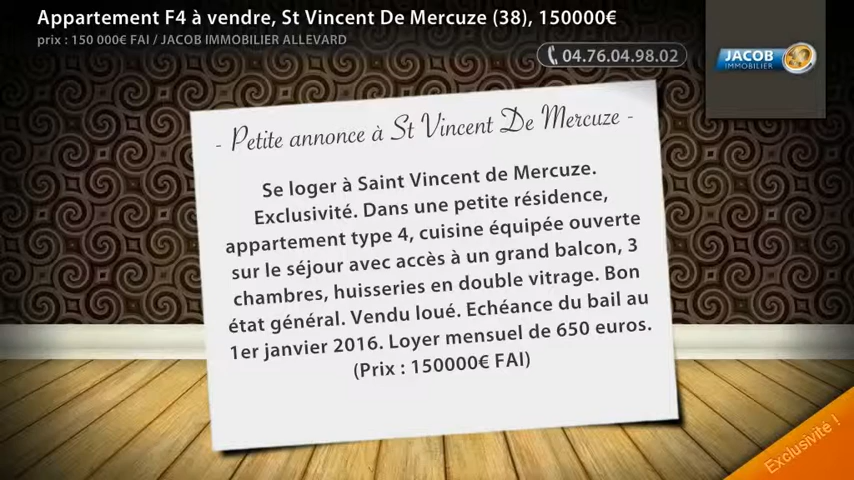 Appartement F4 à vendre, St Vincent De Mercuze (38), 150000€
prix : 150 000€ FAI / JACOB IMMOBILIER ALLEVARD
04.76.04.98.02
JACOB
IMMOBILIER
- Petite annonce à St Vincent De Mercuze -
Se loger à Saint Vincent de Mercuze.
Exclusivité. Dans une petite résidence,
appartement type 4, cuisine équipée ouverte
sur le séjour avec accès à un grand balcon, 3
chambres, huisseries en double vitrage. Bon
état général. Vendu loué. Echéance du bail au
1er janvier 2016. Loyer mensuel de 650 euros.
(Prix : 150000€ FAI)
Exclusivité !